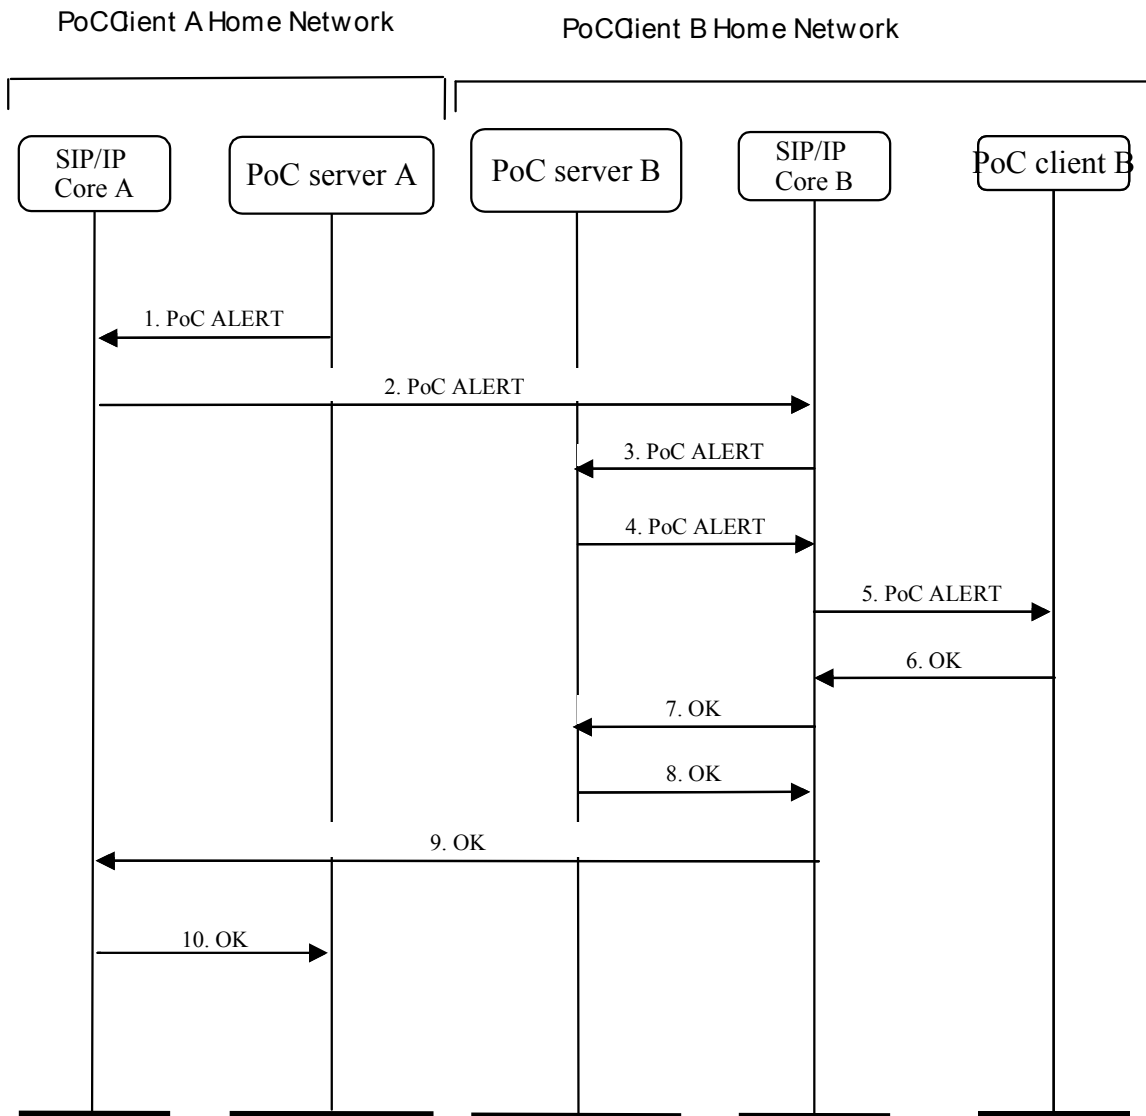 PoCClient A Home Network
PoCClient B Home Network
SIP/IP
Core A
PoC server A
PoC server B
SIP/IP
Core B
PoC client B
1. PoC ALERT
2. PoC ALERT
3. PoC ALERT
4. PoC ALERT
5. PoC ALERT
6. OK
7. OK
8. OK
9. OK
10. OK